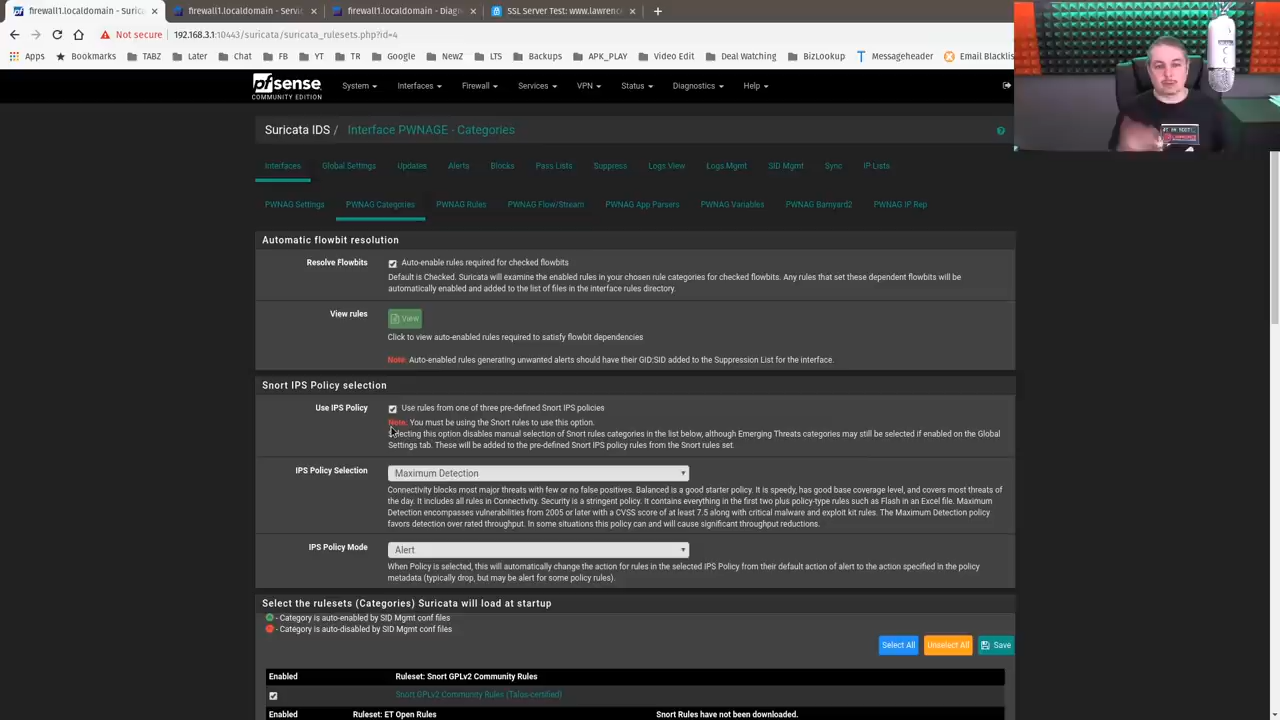 firewall1.localdomain - Suricata:
firewall1.localdomain - Servic
firewall1.localdomain - Diagn
SSL Server Test: www.lawrenc
Not secure
192.168.3.1:10443/suricata/suricata_rulesets.php?id=4
Apps
Bookmarks
TABZ
Later
Chat
FB
YT
TR
Google
NewZ
LTS
Backups
APK_PLAY
Video Edit
Deal Watching
BizLookup
Messageheader
Email Blacklis
pfsense
COMMUNITY EDITION
System
Interfaces
Firewall
Services
VPN
Status
Diagnostics
Help
Suricata IDS / Interface PWNAGE - Categories
Interfaces
Global Settings
Updates
Alerts
Blocks
Pass Lists
Suppress
Logs View
Logs Mgmt
SID Mgmt
Sync
IP Lists
PWNAG Settings
PWNAG Categories
PWNAG Rules
PWNAG Flow/Stream
PWNAG App Parsers
PWNAG Variables
PWNAG Barnyard2
PWNAG IP Rep
Automatic flowbit resolution
Resolve Flowbits
Auto-enable rules required for checked flowbits
Default is Checked. Suricata will examine the enabled rules in your chosen rule categories for checked flowbits. Any rules that set these dependent flowbits will be
automatically enabled and added to the list of files in the interface rules directory.
View rules
View
Click to view auto-enabled rules required to satisfy flowbit dependencies
Note: Auto-enabled rules generating unwanted alerts should have their GID:SID added to the Suppression List for the interface.
Snort IPS Policy selection
Use IPS Policy
Use rules from one of three pre-defined Snort IPS policies
Note: You must be using the Snort rules to use this option.
Selecting this option disables manual selection of Snort rules categories in the list below, although Emerging Threats categories may still be selected if enabled on the Global
Settings tab. These will be added to the pre-defined Snort IPS policy rules from the Snort rules set.
IPS Policy Selection
Maximum Detection
Connectivity blocks most major threats with few or no false positives. Balanced is a good starter policy. It is speedy, has good base coverage level, and covers most threats of
the day. It includes all rules in Connectivity. Security is a stringent policy. It contains everything in the first two plus policy-type rules such as Flash in an Excel file. Maximum
Detection encompasses vulnerabilities from 2005 or later with a CVSS score of at least 7.5 along with critical malware and exploit kit rules. The Maximum Detection policy
favors detection over rated throughput. In some situations this policy can and will cause significant throughput reductions.
IPS Policy Mode
Alert
When Policy is selected, this will automatically change the action for rules in the selected IPS Policy from their default action of alert to the action specified in the policy
metadata (typically drop, but may be alert for some policy rules).
Select the rulesets (Categories) Suricata will load at startup
- Category is auto-enabled by SID Mgmt conf files
- Category is auto-disabled by SID Mgmt conf files
Select All
Unselect All
Save
Enabled
Ruleset: Snort GPLv2 Community Rules
Snort GPLv2 Community Rules (Talos-certified)
Enabled
Ruleset: ET Open Rules
Snort Rules have not been downloaded.